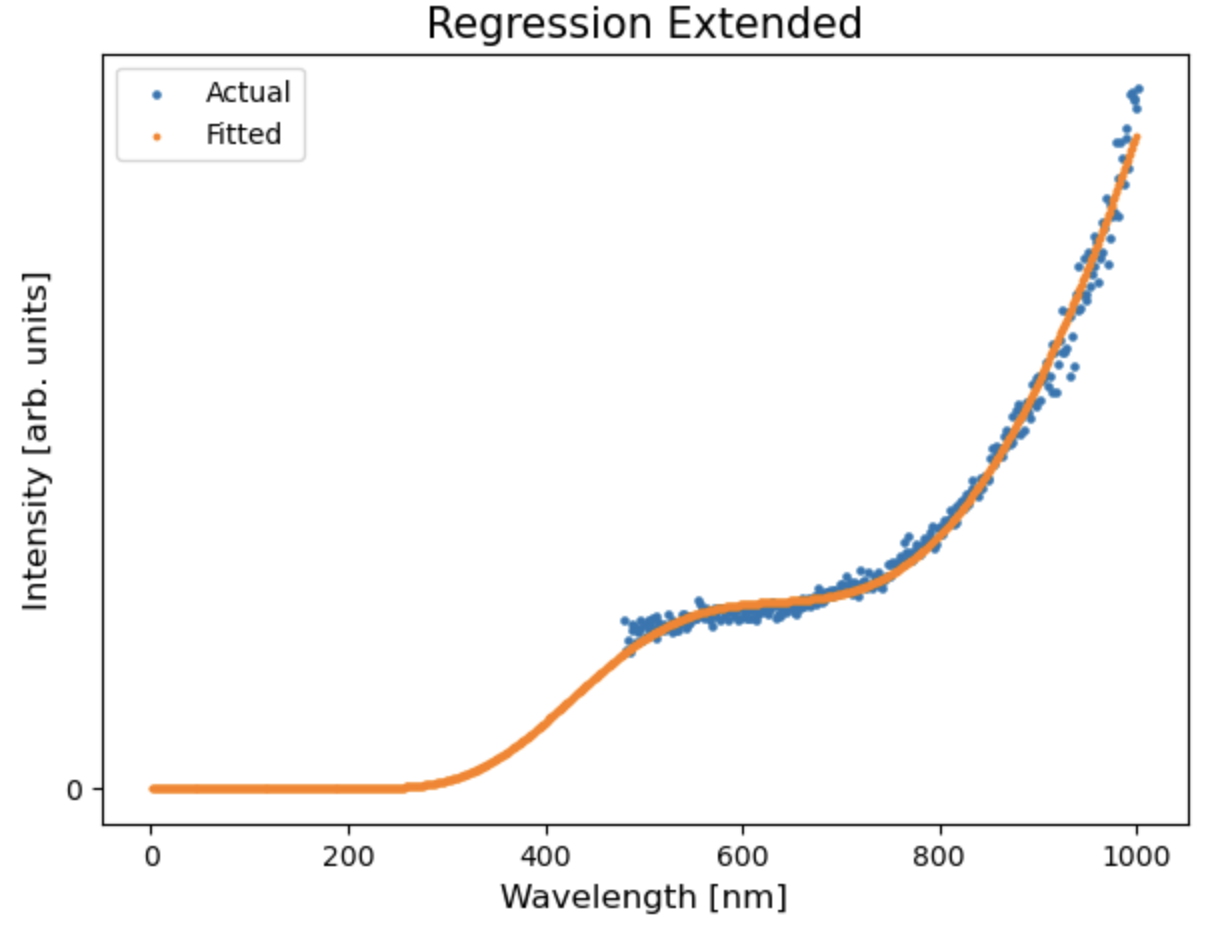 Regression Extended
Actual
Fitted
Intensity [arb. units]
0
0 200 400 600 800 1000
Wavelength [nm]